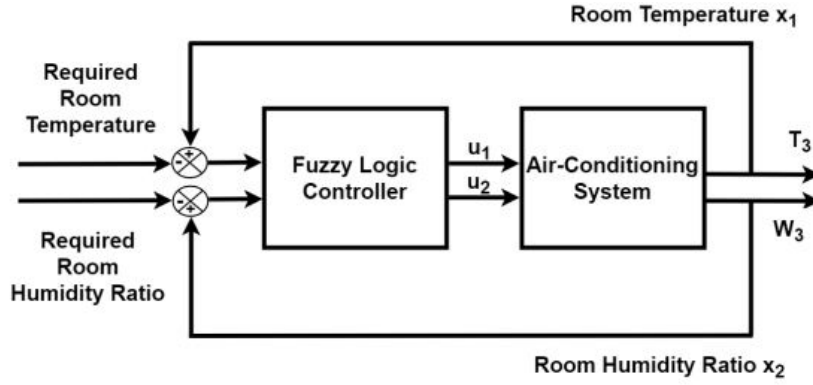 Room Temperature x₁
Required
Room
Temperature
- +
Fuzzy Logic
Controller
u₁
u₂
Air-Conditioning
System
T₃
W₃
- +
Required
Room
Humidity Ratio
Room Humidity Ratio x₂